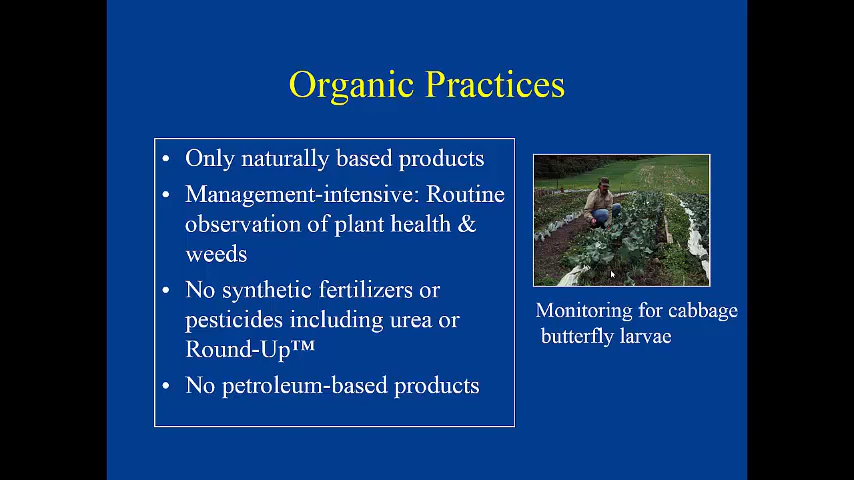 Organic Practices
• Only naturally based products
• Management-intensive: Routine
observation of plant health &
weeds
• No synthetic fertilizers or
pesticides including urea or
Round-Up™
• No petroleum-based products
Monitoring for cabbage
butterfly larvae